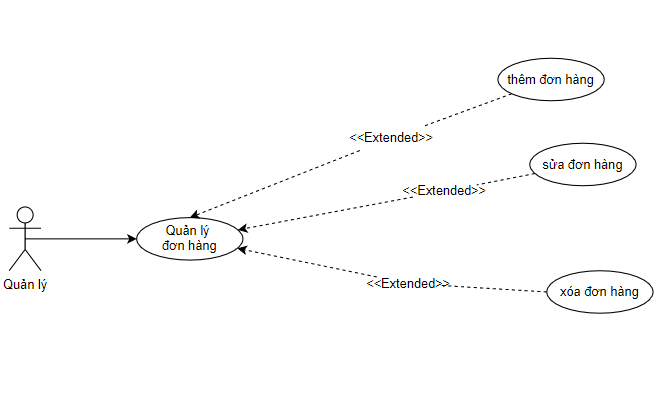 thêm đơn hàng
<<Extended>>
sửa đơn hàng
<<Extended>>
Quản lý
đơn hàng
Quản lý
<<Extended>>
xóa đơn hàng